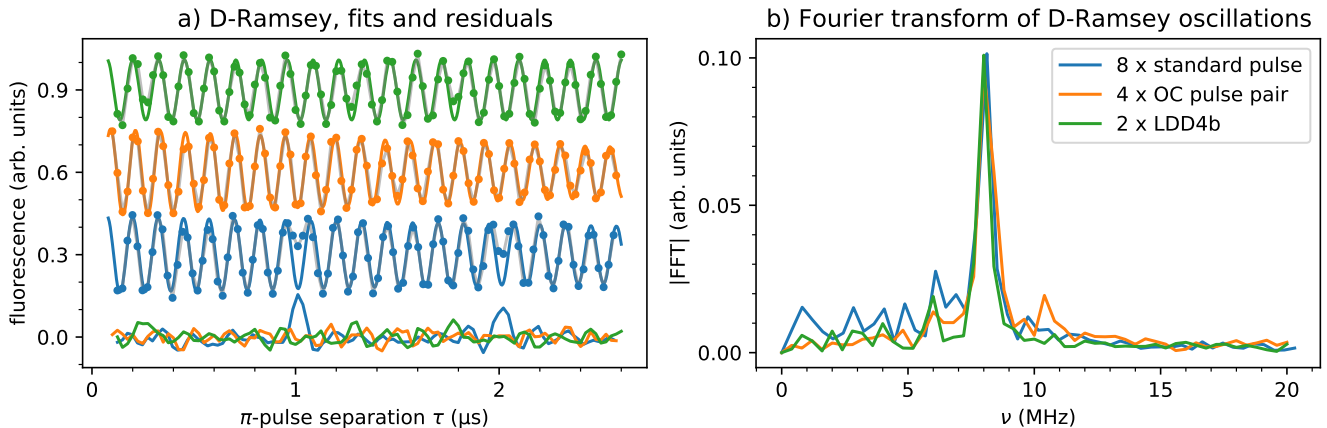 a) D-Ramsey, fits and residuals
fluorescence (arb. units)
0.9
0.6
0.3
0.0
0
1
2
π-pulse separation τ (μs)
b) Fourier transform of D-Ramsey oscillations
|FFT| (arb. units)
0.10
0.05
0.00
8 x standard pulse
4 x OC pulse pair
2 x LDD4b
0
5
10
15
20
ν (MHz)